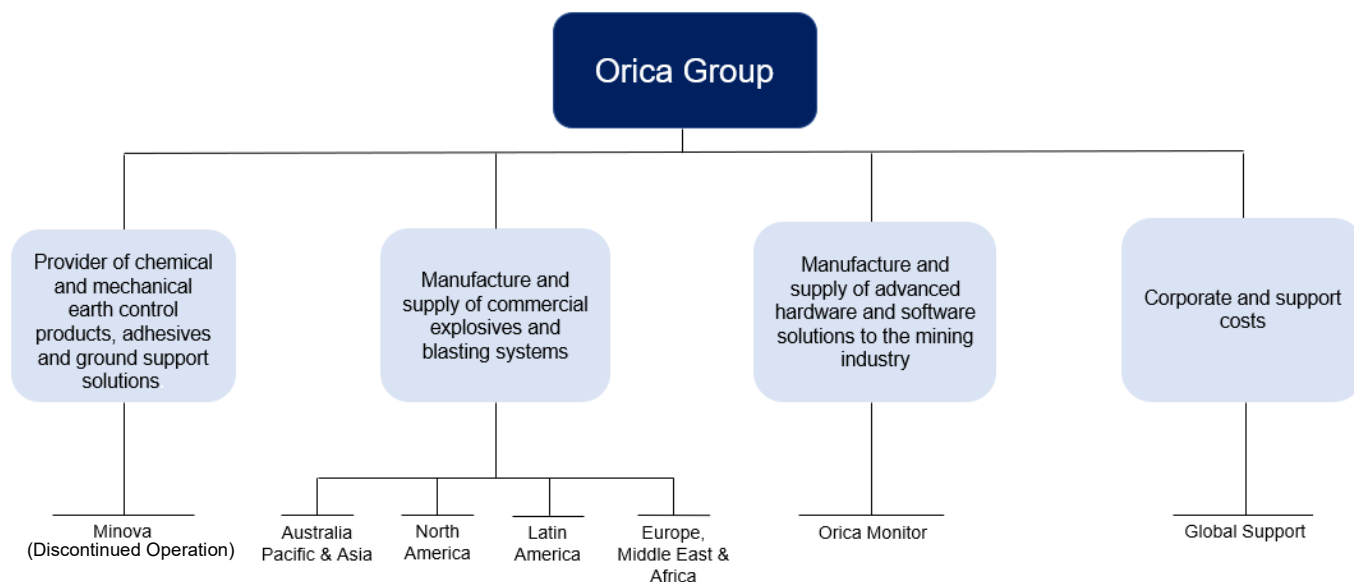 Orica Group
Provider of chemical
and mechanical
earth control
products, adhesives
and ground support
solutions
Manufacture and
supply of commercial
explosives and
blasting systems
Manufacture and
supply of advanced
hardware and software
solutions to the mining
industry
Corporate and support
costs
Minova
(Discontinued Operation)
Australia
Pacific & Asia
North
America
Latin
America
Europe,
Middle East &
Africa
Orica Monitor
Global Support